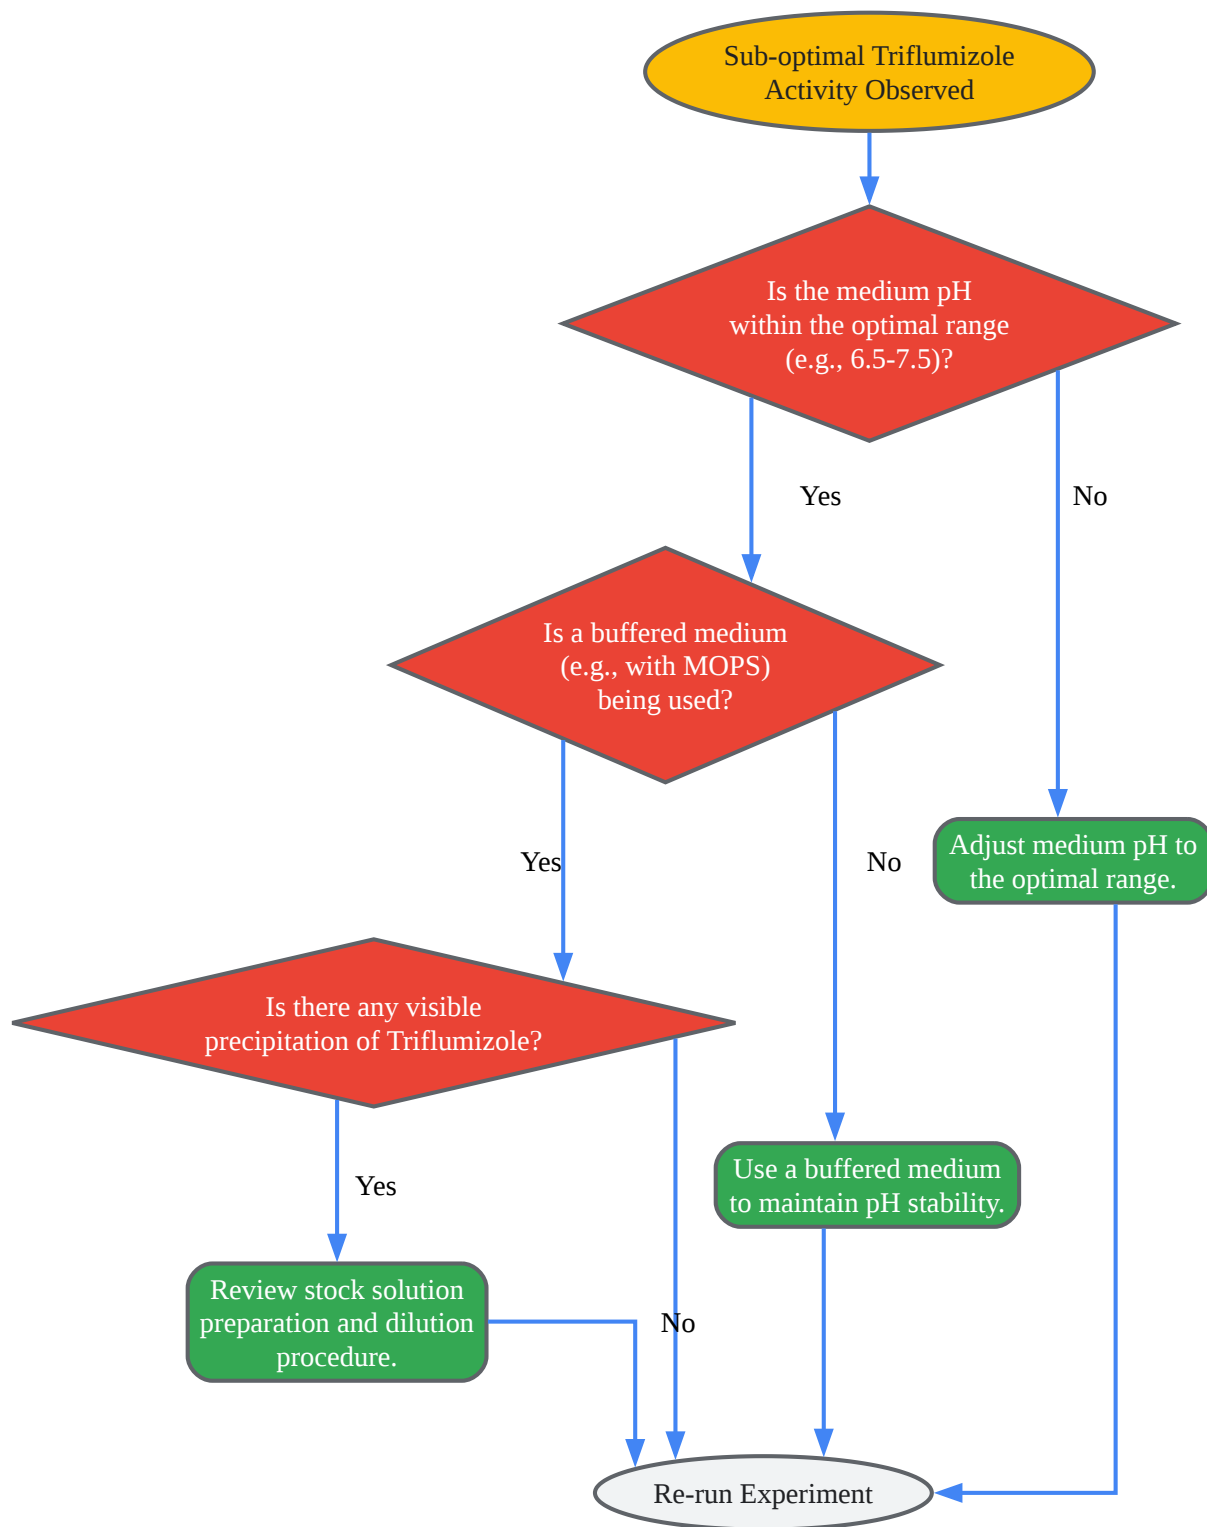 Sub-optimal Triflumizole
Activity Observed
Is the medium pH
within the optimal range
(e.g., 6.5-7.5)?
Yes
No
Is a buffered medium
(e.g., with MOPS)
being used?
Yes
No
Adjust medium pH to
the optimal range.
Is there any visible
precipitation of Triflumizole?
Yes
Use a buffered medium
to maintain pH stability.
Review stock solution
preparation and dilution
procedure.
No
Re-run Experiment